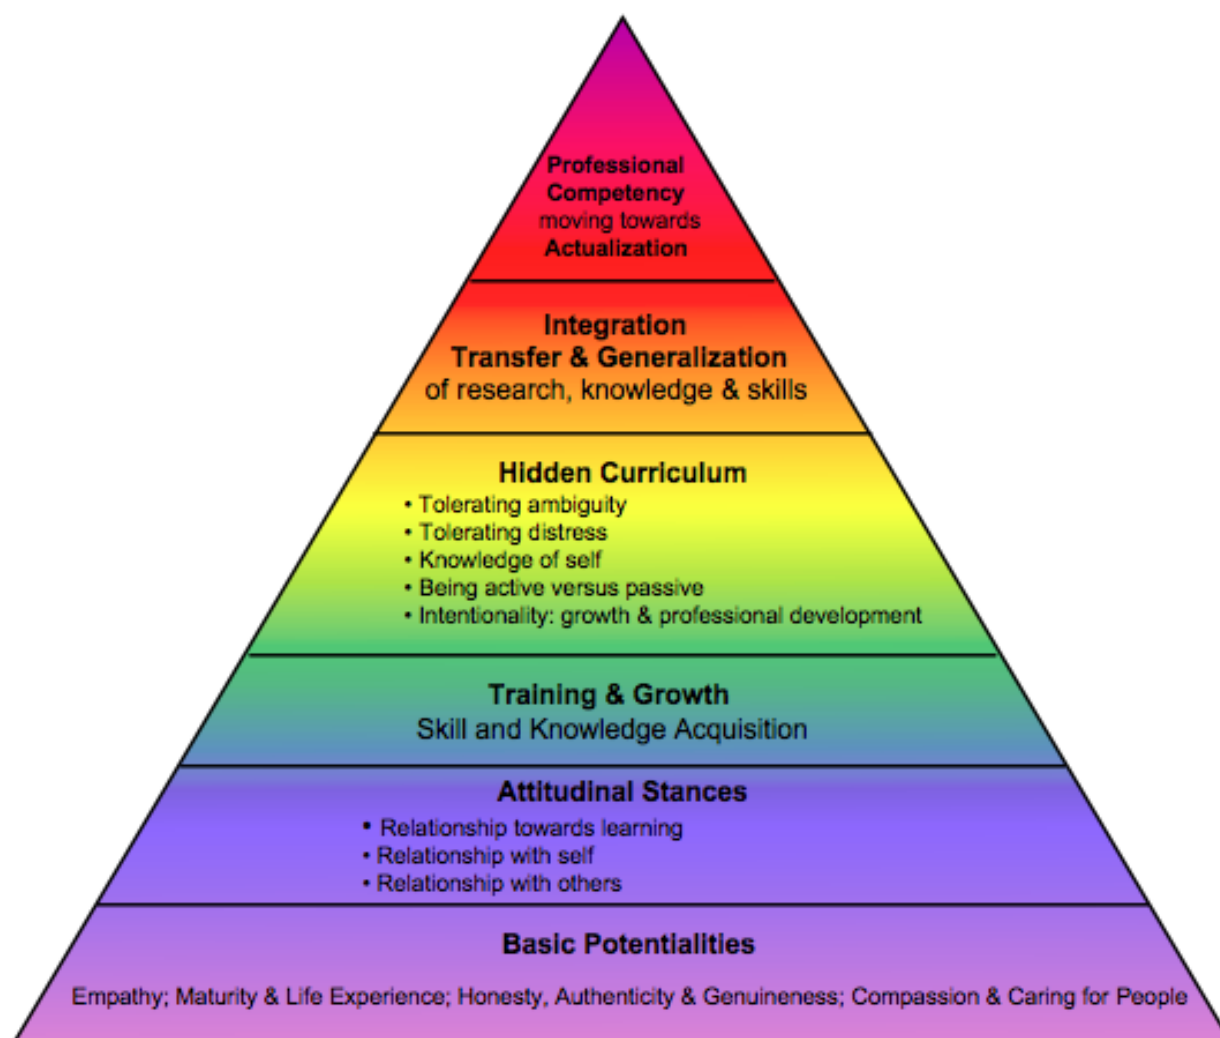 Professional
Competency
moving towards
Actualization
Integration
Transfer & Generalization
of research, knowledge & skills
Hidden Curriculum
• Tolerating ambiguity
• Tolerating distress
• Knowledge of self
• Being active versus passive
• Intentionality: growth & professional development
Training & Growth
Skill and Knowledge Acquisition
Attitudinal Stances
• Relationship towards learning
• Relationship with self
• Relationship with others
Basic Potentialities
Empathy; Maturity & Life Experience; Honesty, Authenticity & Genuineness; Compassion & Caring for People